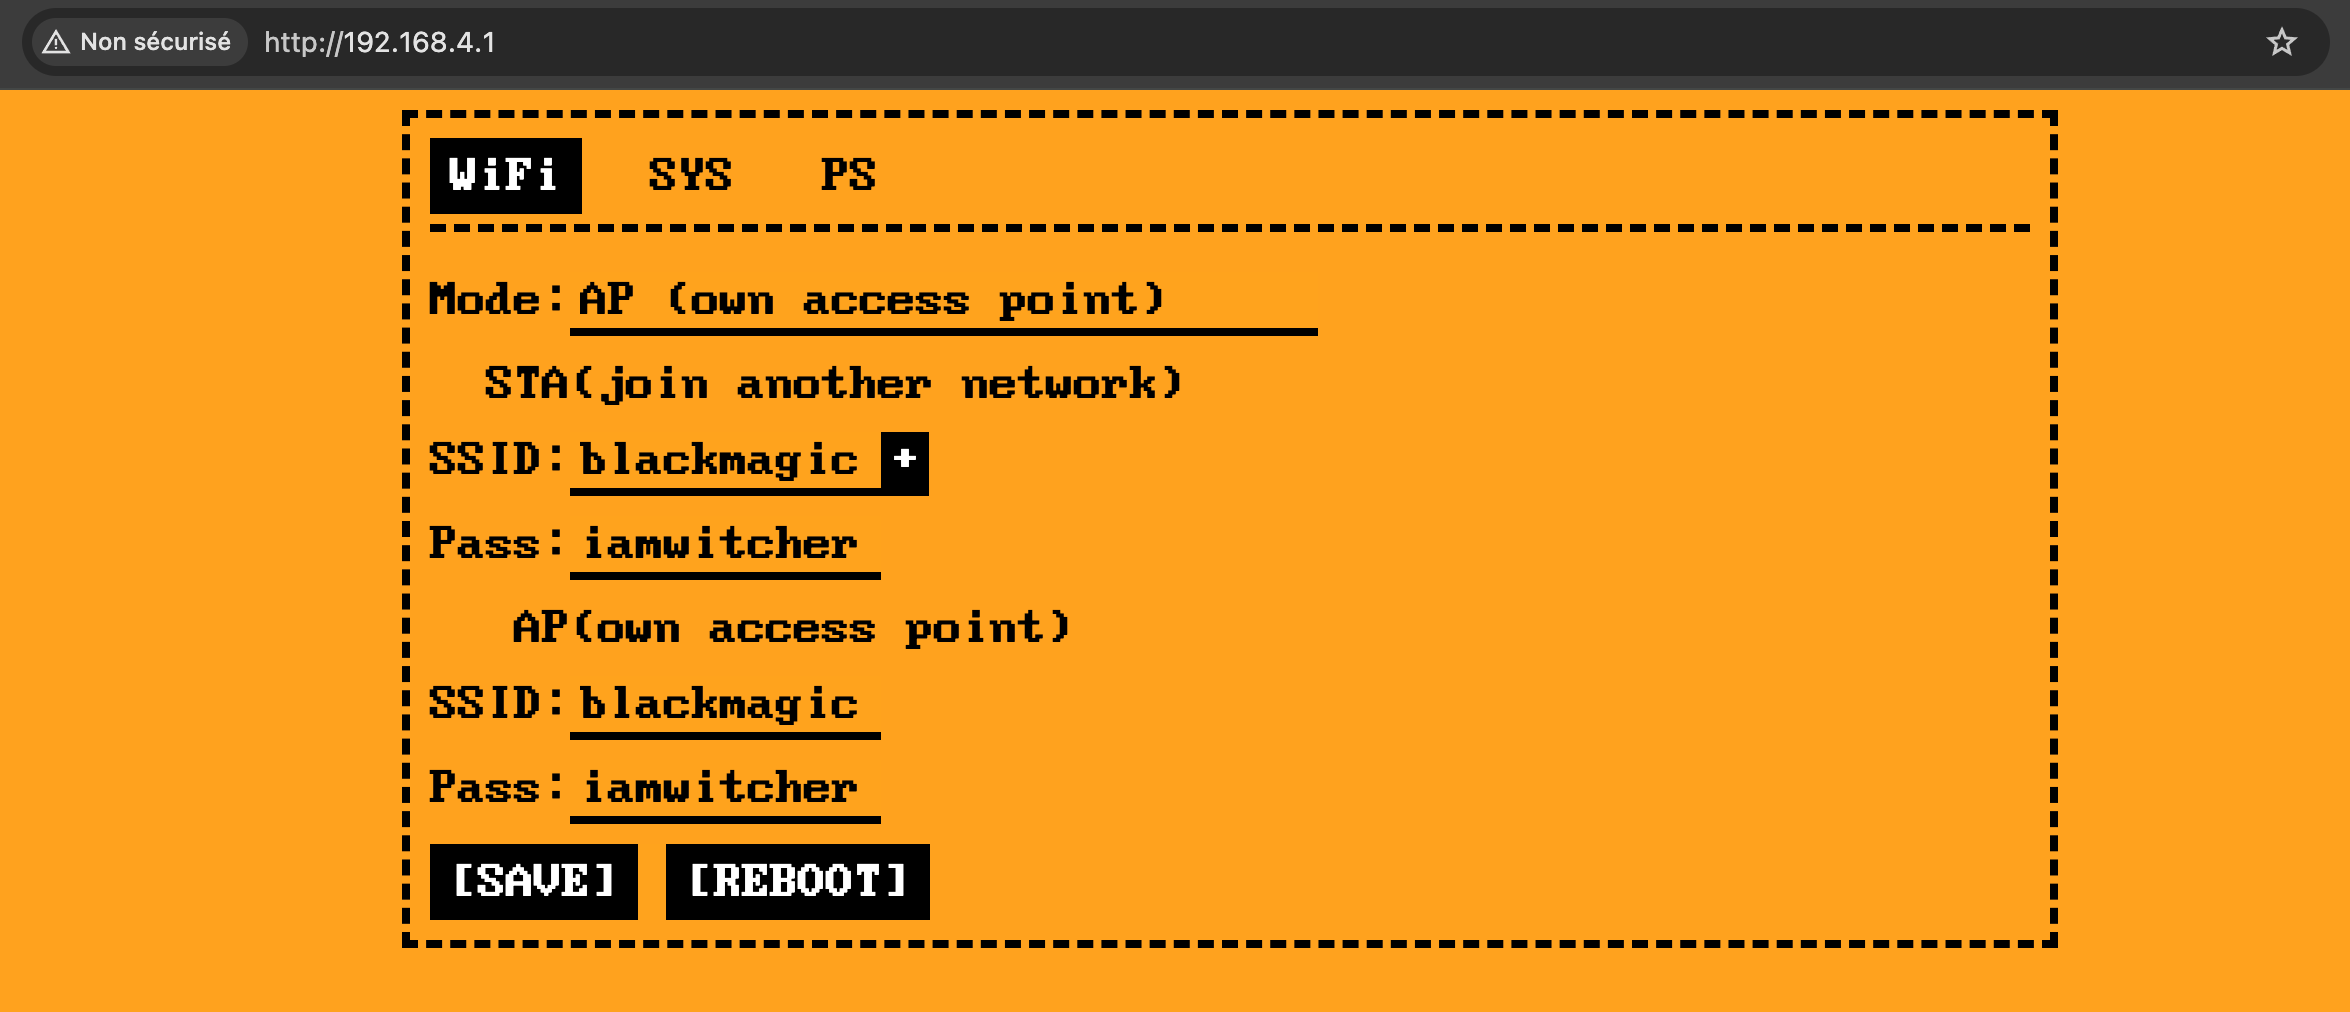 Non sécurisé http://192.168.4.1
WiFi SYS PS
Mode: AP (own access point)
STA(join another network)
SSID: blackmagic +
Pass: iamwitcher
AP(own access point)
SSID: blackmagic
Pass: iamwitcher
[SAVE] [REBOOT]